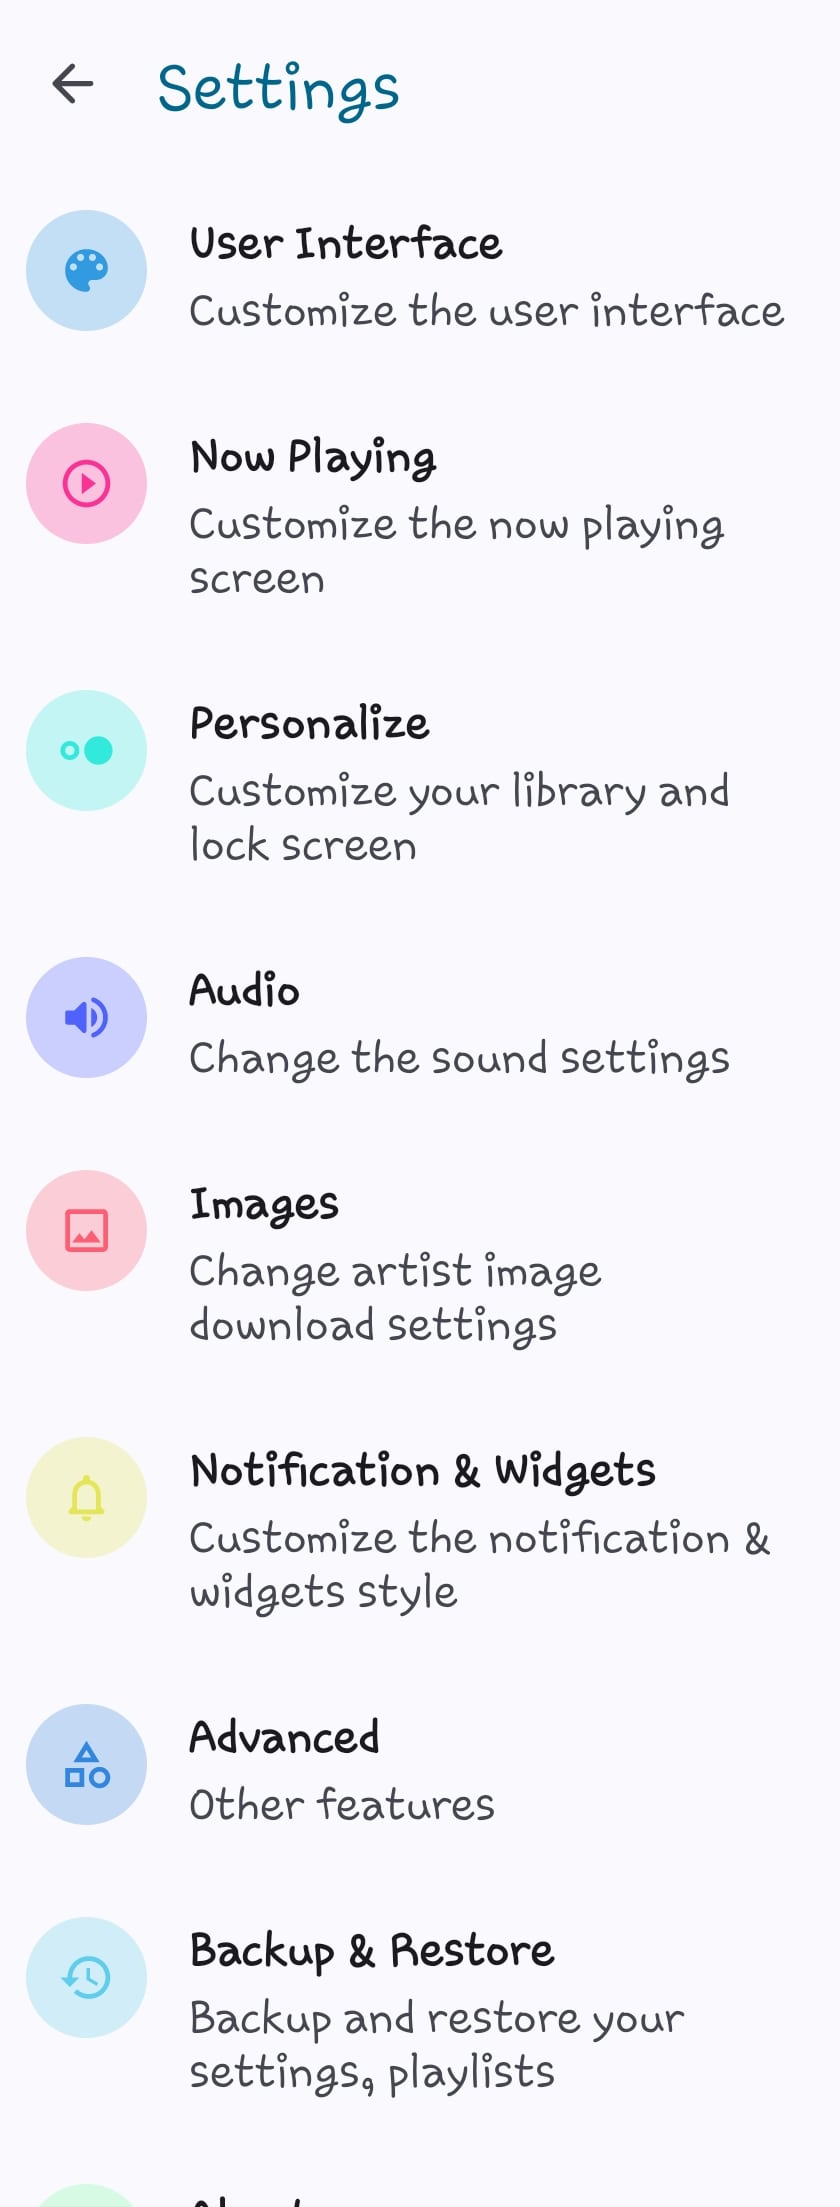 Settings
User Interface
Customize the user interface
Now Playing
Customize the now playing
screen
Personalize
Customize your library and
lock screen
Audio
Change the sound settings
Images
Change artist image
download settings
Notification & Widgets
Customize the notification &
widgets style
Advanced
Other features
Backup & Restore
Backup and restore your
settings, playlists